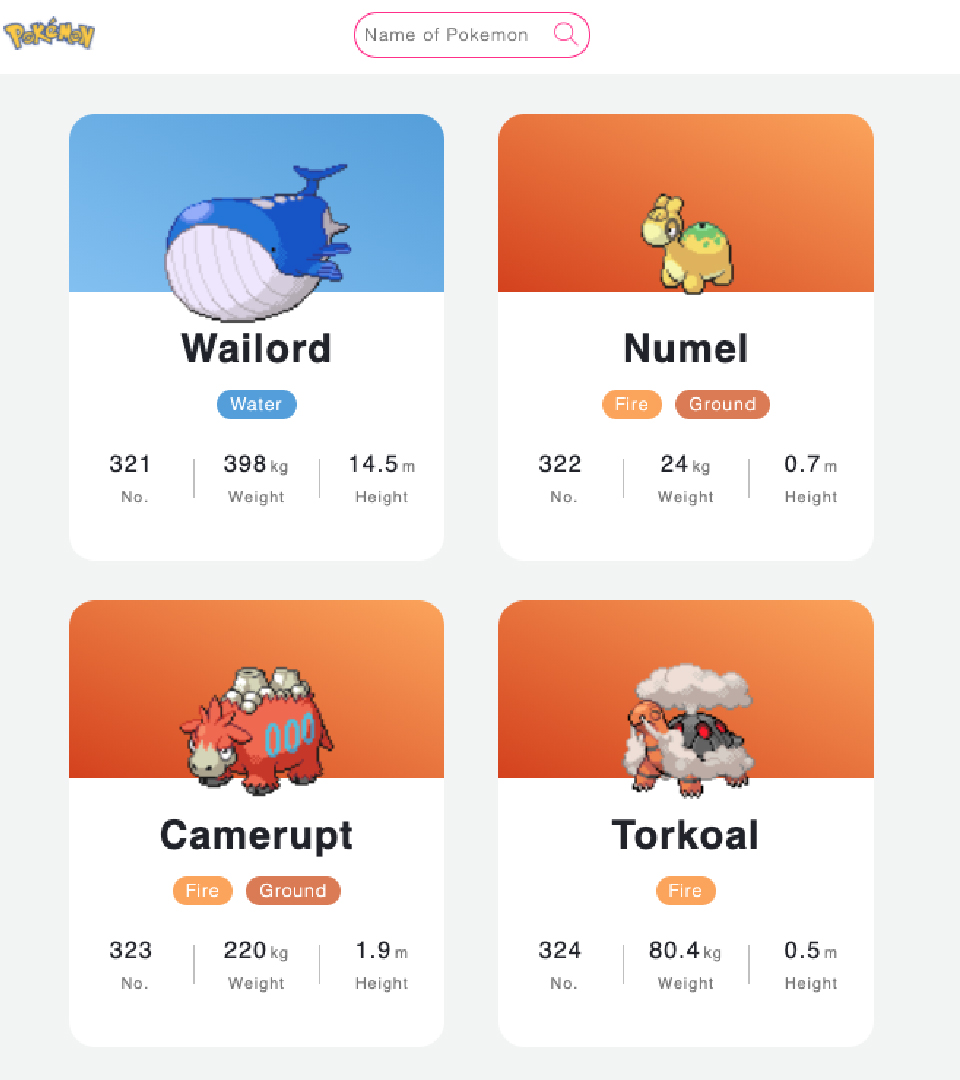 Pokémon
Name of Pokemon
Wailord
Water
321 398 kg 14.5 m
No. Weight Height
Numel
Fire Ground
322 24 kg 0.7 m
No. Weight Height
Camerupt
Fire Ground
323 220 kg 1.9 m
No. Weight Height
Torkoal
Fire
324 80.4 kg 0.5 m
No. Weight Height